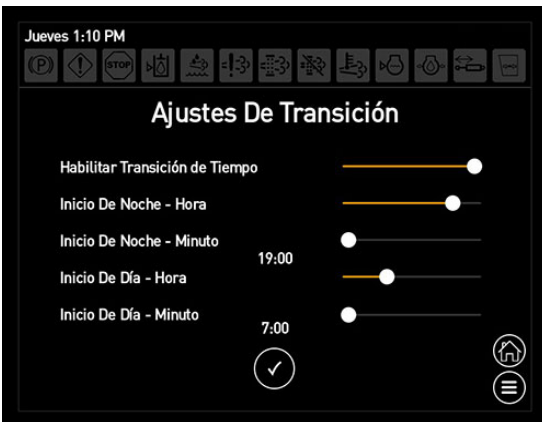 Jueves 1:10 PM
(P)
STOP
Ajustes De Transición
Habilitar Transición de Tiempo
Inicio De Noche - Hora
Inicio De Noche - Minuto
19:00
Inicio De Día - Hora
Inicio De Día - Minuto
7:00